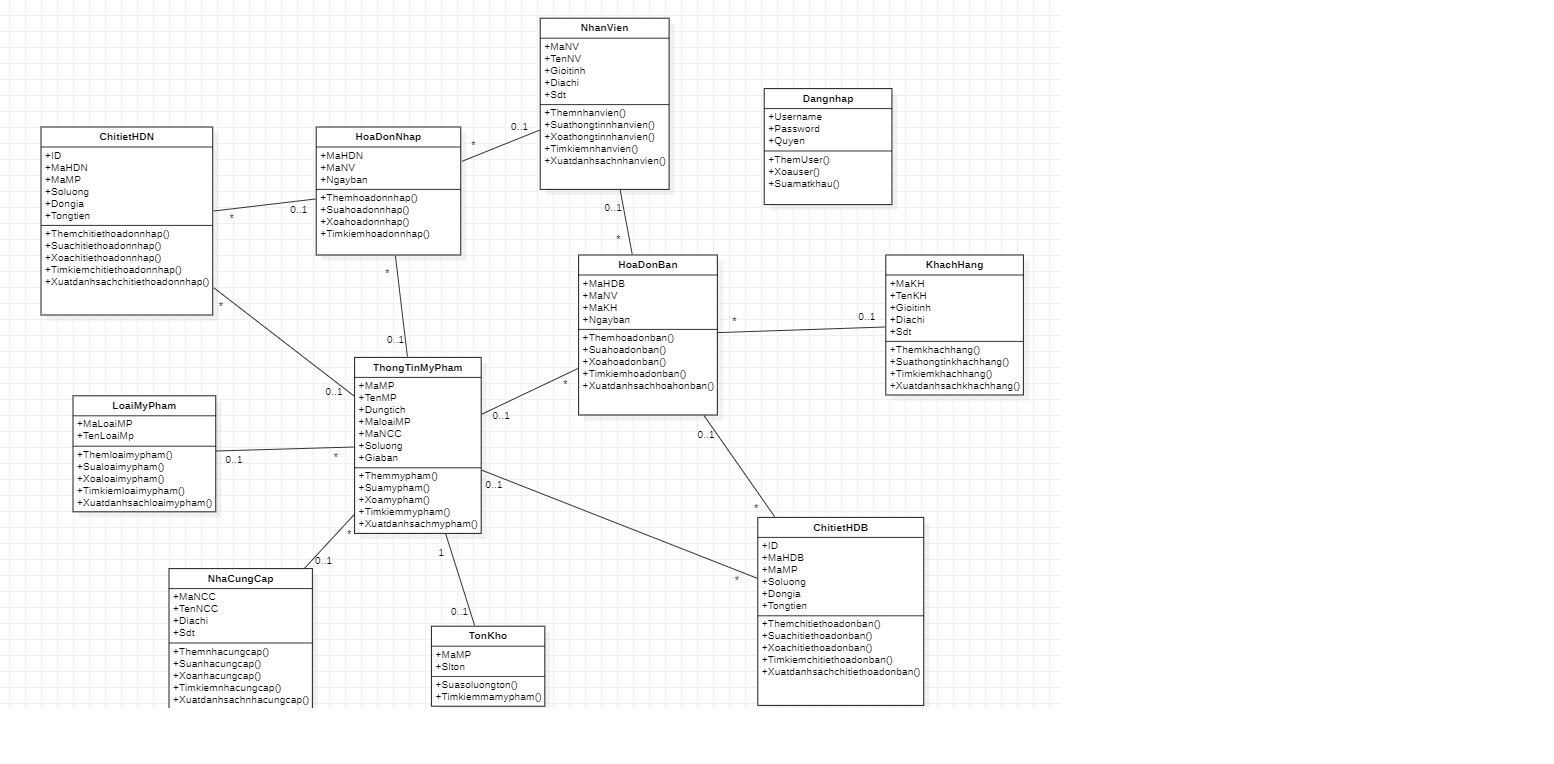 NhanVien
+MaNV
+TenNV
+Gioitinh
+Diachi
+Sdt
+Themnhanvien()
+Suathongtinnhanvien()
+Xoathongtinnhanvien()
+Timkiemnhanvien()
+Xuatdanhsachnhanvien()
Dangnhap
+Username
+Password
+Quyen
+ThemUser()
+Xoauser()
+Suamatkhau()
ChitietHDN
+ID
+MaHDN
+MaMP
+Soluong
+Dongia
+Tongtien
+Themchitiethoadonnhap()
+Suachitiethoadonnhap()
+Xoachitiethoadonnhap()
+Timkiemchitiethoadonnhap()
+Xuatdanhsachchitiethoadonnhap()
HoaDonNhap
+MaHDN
+MaNV
+Ngayban
+Themhoadonnhap()
+Suahoadonnhap()
+Xoahoadonnhap()
+Timkiemhoadonnhap()
*
0..1
*
0..1
0..1
*
*
0..1
*
0..1
HoaDonBan
+MaHDB
+MaNV
+MaKH
+Ngayban
+Themhoadonban()
+Suahoadonban()
+Xoahoadonban()
+Timkiemhoadonban()
+Xuatdanhsachhoahonban()
*
0..1
KhachHang
+MaKH
+TenKH
+Gioitinh
+Diachi
+Sdt
+Themkhachhang()
+Suathongtinkhachhang()
+Timkiemkhachhang()
+Xuatdanhsachkhachhang()
ThongTinMyPham
+MaMP
+TenMP
+Dungtich
+MaloaiMP
+MaNCC
+Soluong
+Giaban
+Themmypham()
+Suamypham()
+Xoamypham()
+Timkiemmypham()
+Xuatdanhsachmypham()
0..1
*
LoaiMyPham
+MaLoaiMP
+TenLoaiMp
+Themloaimypham()
+Sualoaimypham()
+Xoaloaimypham()
+Timkiemloaimypham()
+Xuatdanhsachloaimypham()
0..1
*
0..1
*
0..1
*
*
0..1
1
0..1
NhaCungCap
+MaNCC
+TenNCC
+Diachi
+Sdt
+Themnhacungcap()
+Suanhacungcap()
+Xoanhacungcap()
+Timkiemnhacungcap()
+Xuatdanhsachnhacungcap()
TonKho
+MaMP
+Slton
+Suasoluongton()
+Timkiemmamypham()
ChitietHDB
+ID
+MaHDB
+MaMP
+Soluong
+Dongia
+Tongtien
+Themchitiethoadonban()
+Suachitiethoadonban()
+Xoachitiethoadonban()
+Timkiemchitiethoadonban()
+Xuatdanhsachchitiethoadonban()